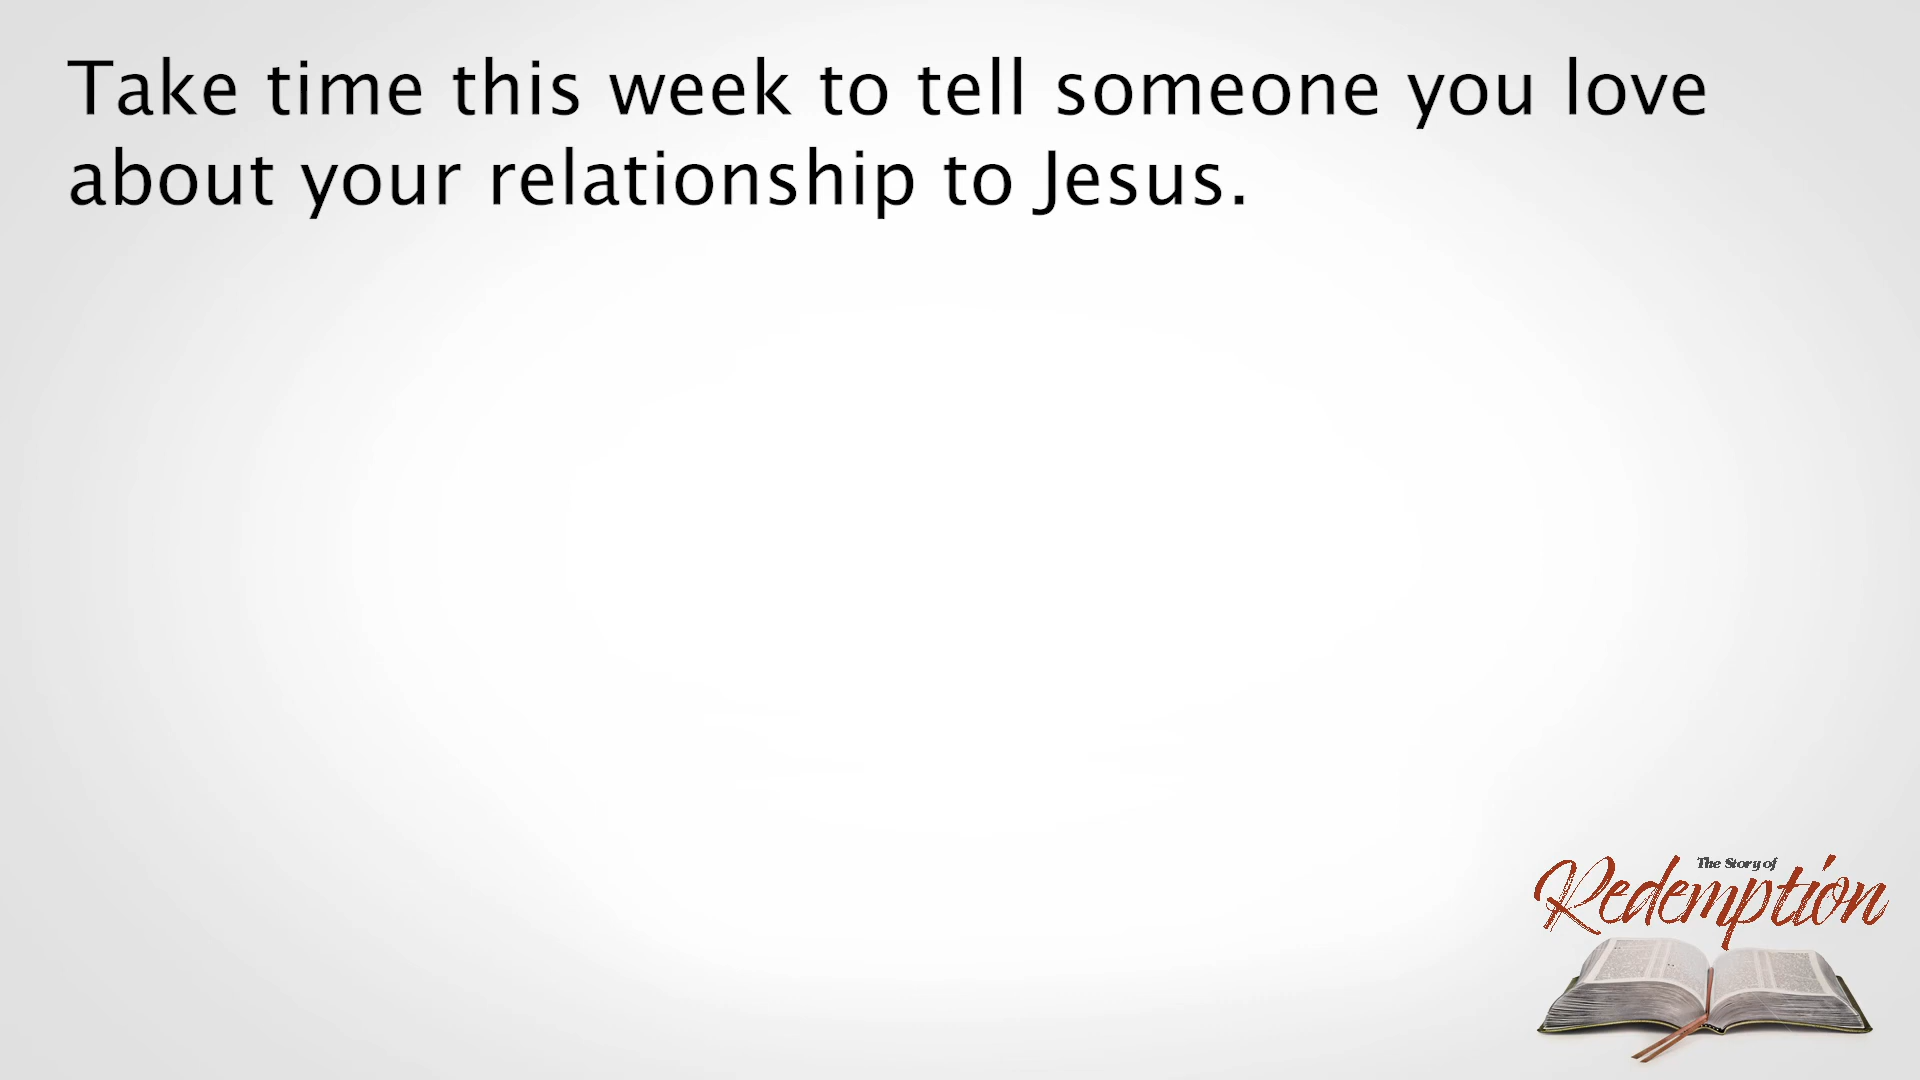 Take time this week to tell someone you love
about your relationship to Jesus.
The Story of
Redemption